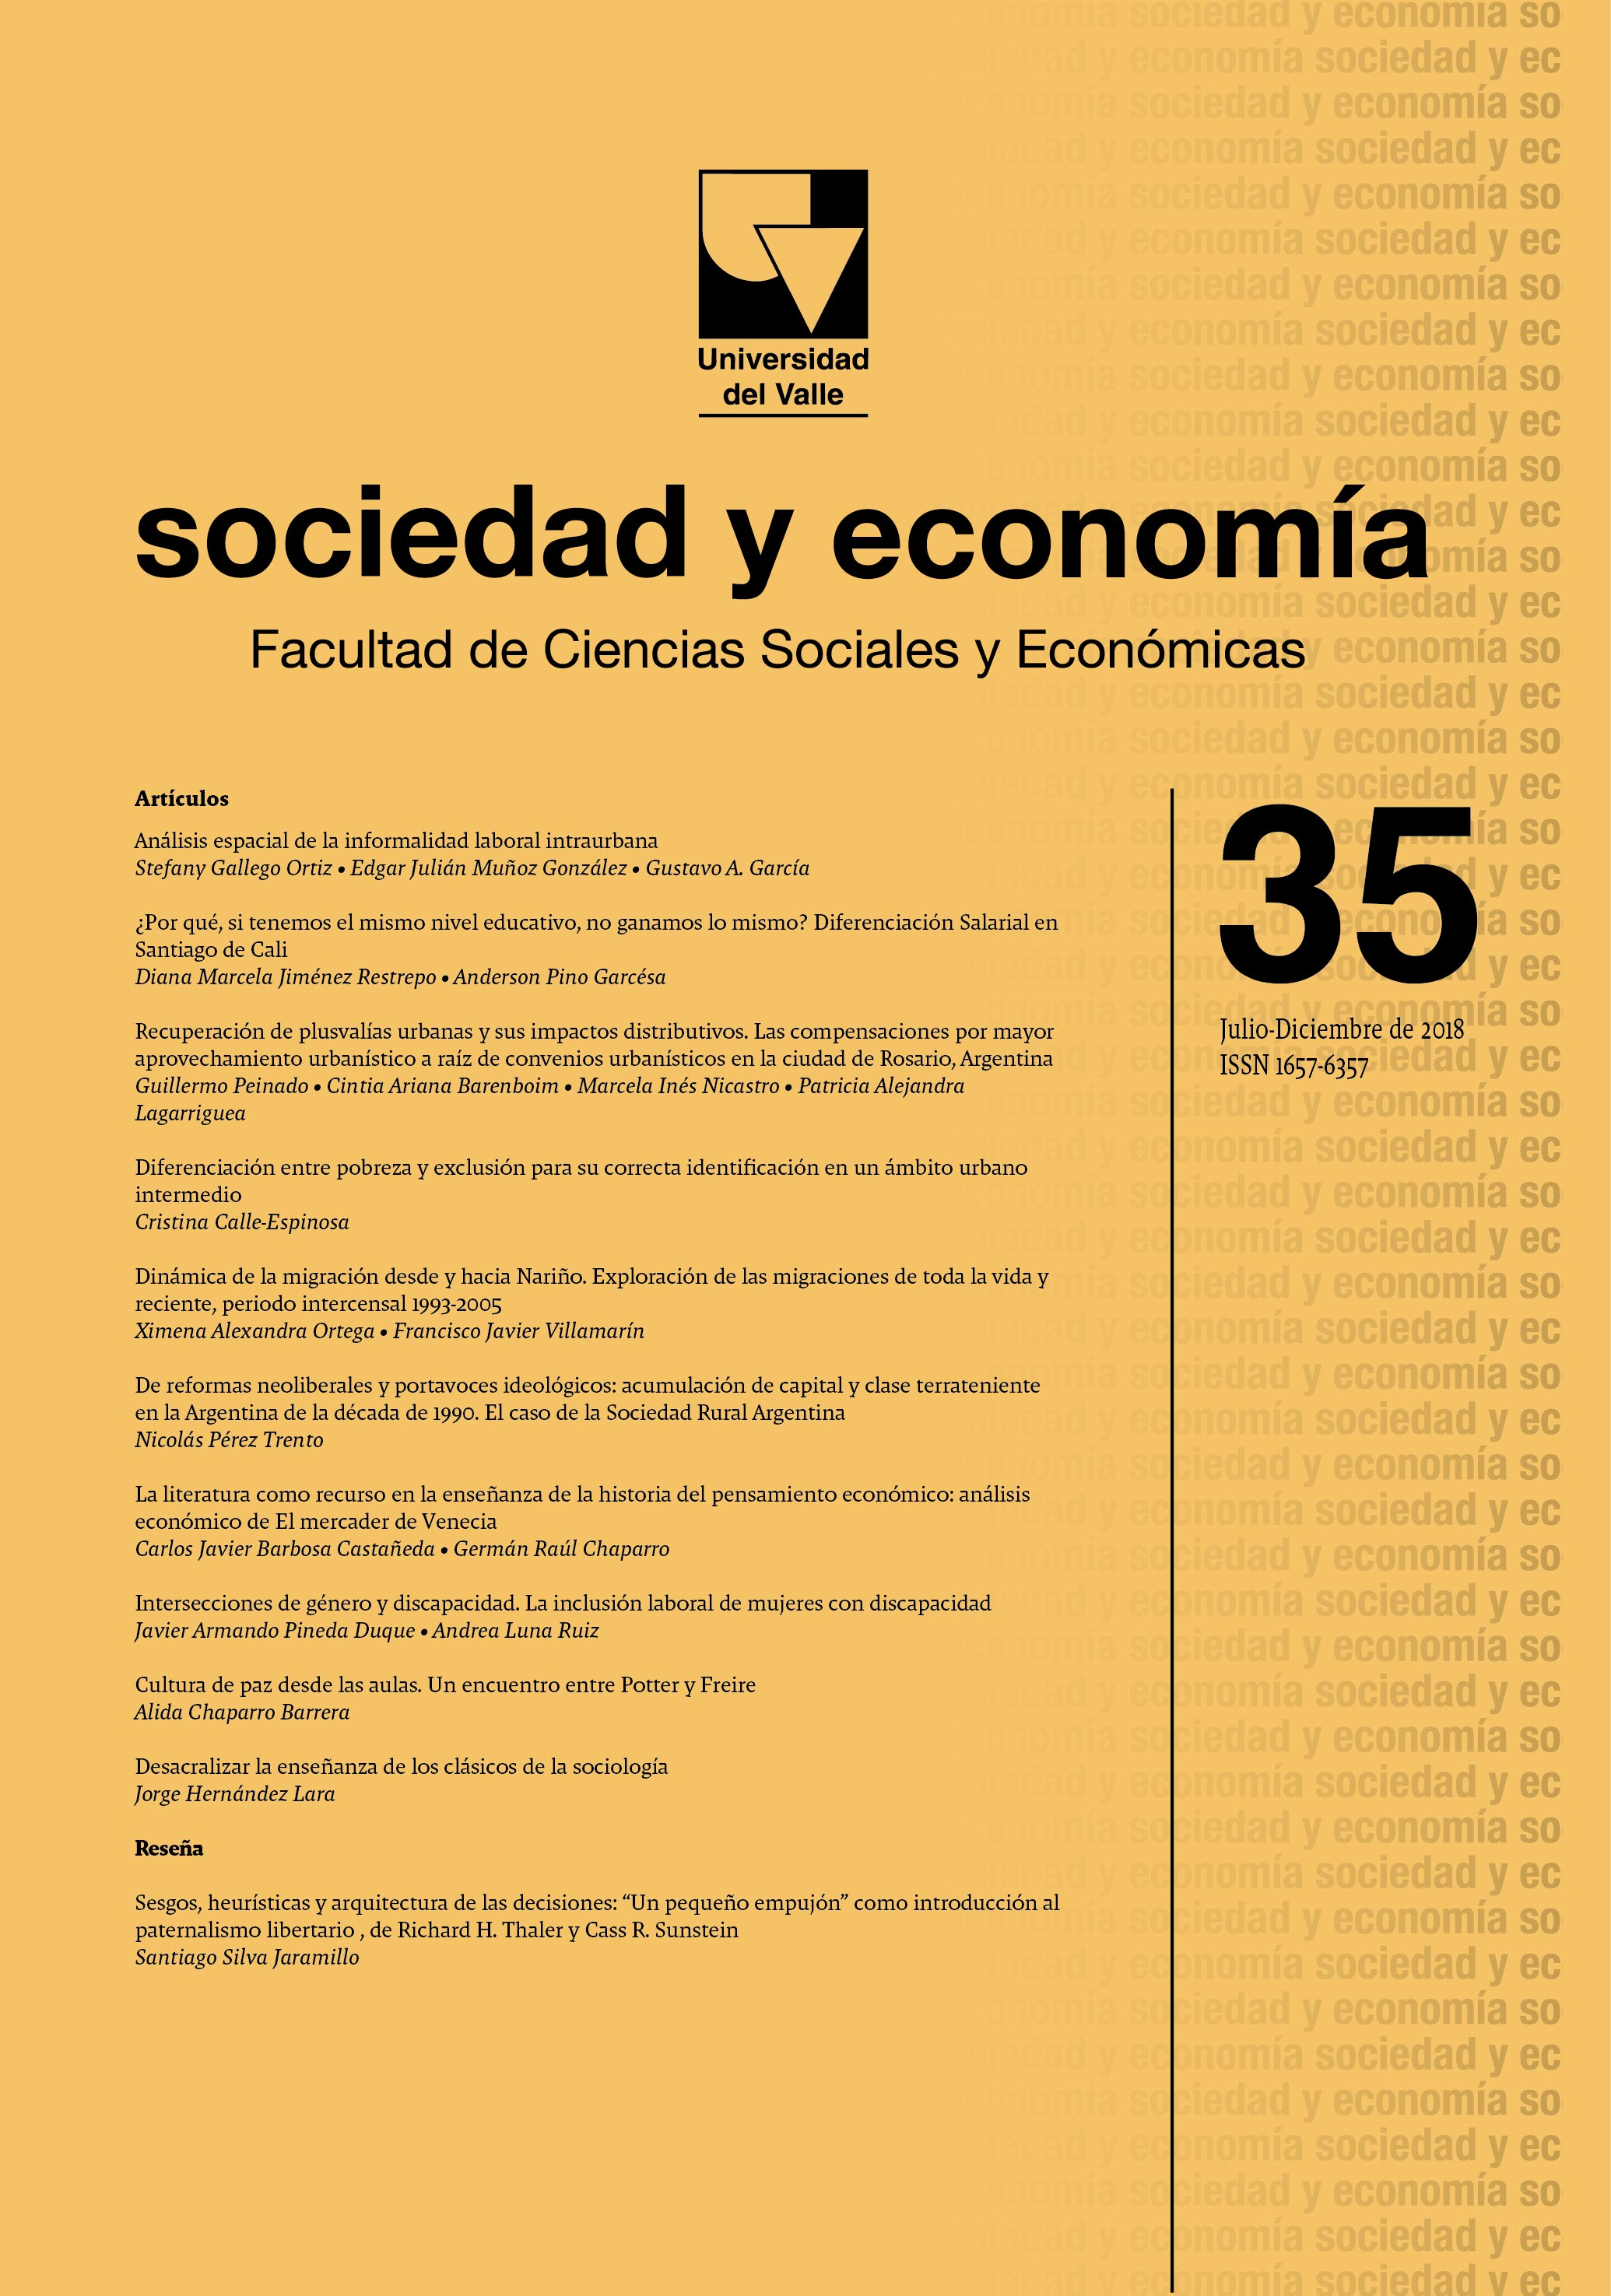 Universidad
del Valle
sociedad y economía
Facultad de Ciencias Sociales y Económicas
Artículos
Análisis espacial de la informalidad laboral intraurbana
Stefany Gallego Ortiz • Edgar Julián Muñoz González • Gustavo A. García
¿Por qué, si tenemos el mismo nivel educativo, no ganamos lo mismo? Diferenciación Salarial en
Santiago de Cali
Diana Marcela Jiménez Restrepo • Anderson Pino Garcésa
Recuperación de plusvalías urbanas y sus impactos distributivos. Las compensaciones por mayor
aprovechamiento urbanístico a raíz de convenios urbanísticos en la ciudad de Rosario, Argentina
Guillermo Peinado • Cintia Ariana Barenboim • Marcela Inés Nicastro • Patricia Alejandra
Lagarriguea
Diferenciación entre pobreza y exclusión para su correcta identificación en un ámbito urbano
intermedio
Cristina Calle-Espinosa
Dinámica de la migración desde y hacia Nariño. Exploración de las migraciones de toda la vida y
reciente, periodo intercensal 1993-2005
Ximena Alexandra Ortega • Francisco Javier Villamarín
De reformas neoliberales y portavoces ideológicos: acumulación de capital y clase terrateniente
en la Argentina de la década de 1990. El caso de la Sociedad Rural Argentina
Nicolás Pérez Trento
La literatura como recurso en la enseñanza de la historia del pensamiento económico: análisis
económico de El mercader de Venecia
Carlos Javier Barbosa Castañeda • Germán Raúl Chaparro
Intersecciones de género y discapacidad. La inclusión laboral de mujeres con discapacidad
Javier Armando Pineda Duque • Andrea Luna Ruiz
Cultura de paz desde las aulas. Un encuentro entre Potter y Freire
Alida Chaparro Barrera
Desacralizar la enseñanza de los clásicos de la sociología
Jorge Hernández Lara
Reseña
Sesgos, heurísticas y arquitectura de las decisiones: “Un pequeño empujón” como introducción al
paternalismo libertario , de Richard H. Thaler y Cass R. Sunstein
Santiago Silva Jaramillo
35
Julio-Diciembre de 2018
ISSN 1657-6357